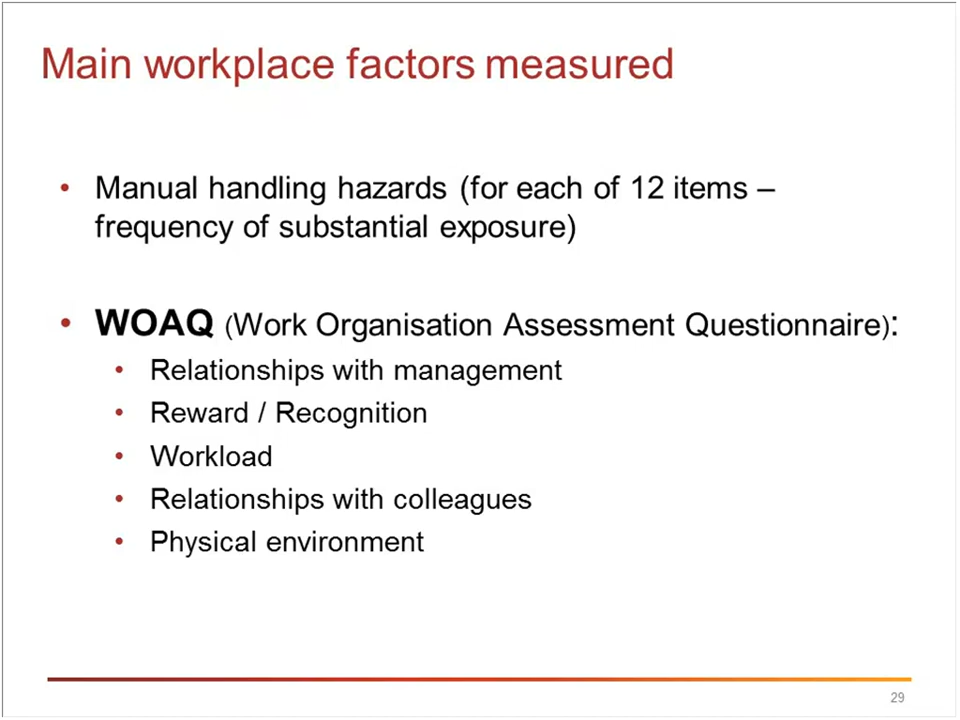 Main workplace factors measured
• Manual handling hazards (for each of 12 items –
frequency of substantial exposure)
• WOAQ (Work Organisation Assessment Questionnaire):
• Relationships with management
• Reward / Recognition
• Workload
• Relationships with colleagues
• Physical environment
29